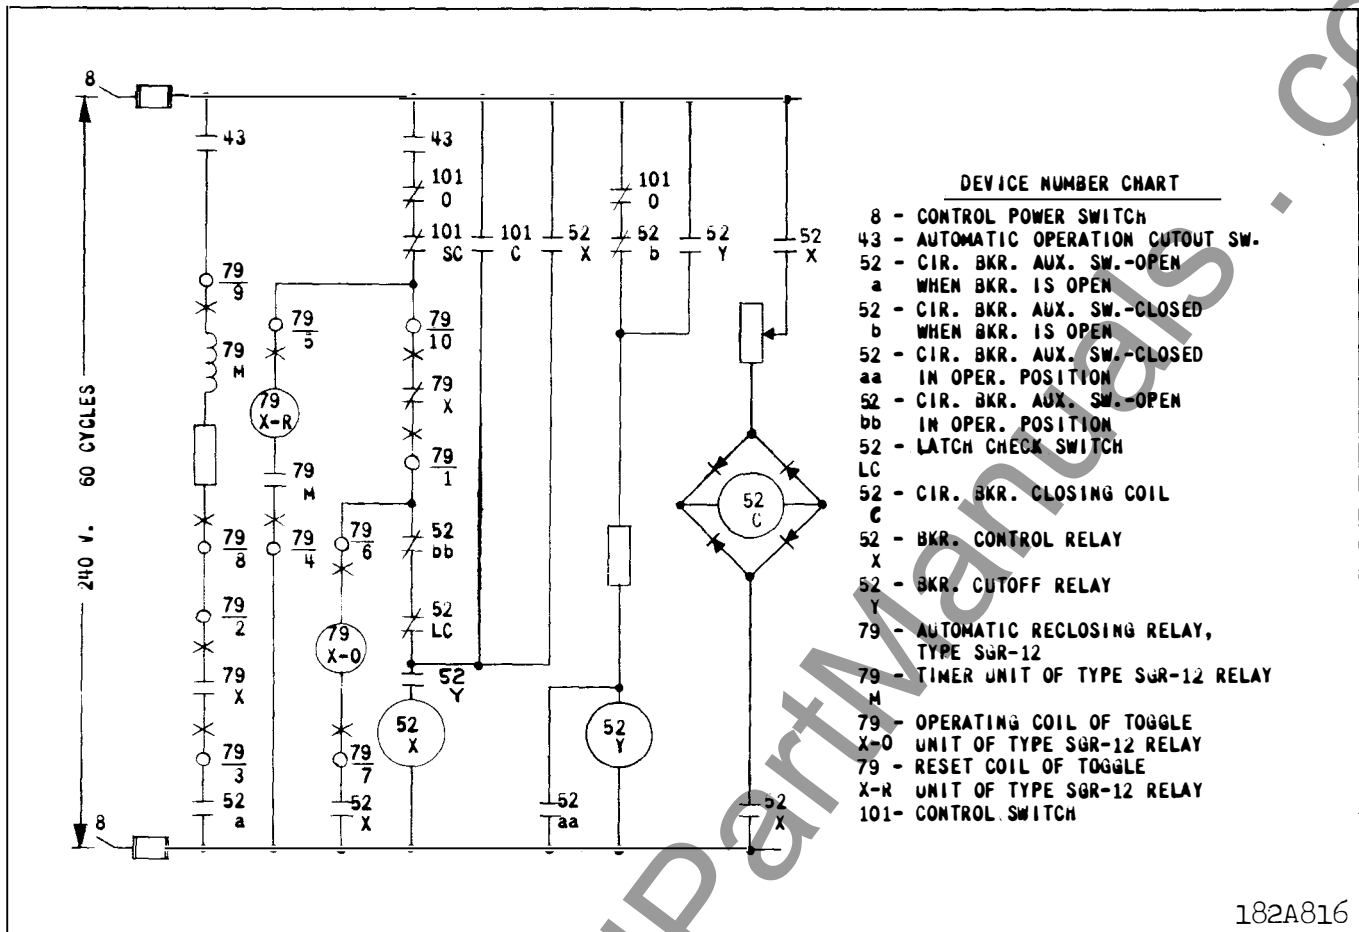 8
43
43
101
O
101
SC
101
C
52
X
101
O
52
b
52
Y
52
X
79
9
79
5
79
10
79
M
79
X
79
X-R
79
1
79
M
79
8
79
4
79
6
52
bb
79
2
52
LC
79
X-O
52
Y
79
X
52
X
52
Y
52
C
79
3
79
7
52
a
52
X
52
aa
52
X
8
240 V. 60 CYCLES
DEVICE NUMBER CHART
8 - CONTROL POWER SWITCH
43 - AUTOMATIC OPERATION CUTOUT SW.
52 - CIR. BKR. AUX. SW.-OPEN
a WHEN BKR. IS OPEN
52 - CIR. BKR. AUX. SW.-CLOSED
b WHEN BKR. IS OPEN
52 - CIR. BKR. AUX. SW.-CLOSED
aa IN OPER. POSITION
52 - CIR. BKR. AUX. SW.-OPEN
bb IN OPER. POSITION
52 - LATCH CHECK SWITCH
LC
52 - CIR. BKR. CLOSING COIL
C
52 - BKR. CONTROL RELAY
X
52 - BKR. CUTOFF RELAY
Y
79 - AUTOMATIC RECLOSING RELAY,
TYPE SGR-12
79 - TIMER UNIT OF TYPE SGR-12 RELAY
M
79 - OPERATING COIL OF TOGGLE
X-O UNIT OF TYPE SGR-12 RELAY
79 - RESET COIL OF TOGGLE
X-R UNIT OF TYPE SGR-12 RELAY
101- CONTROL SWITCH
182A816
PartManuals . co